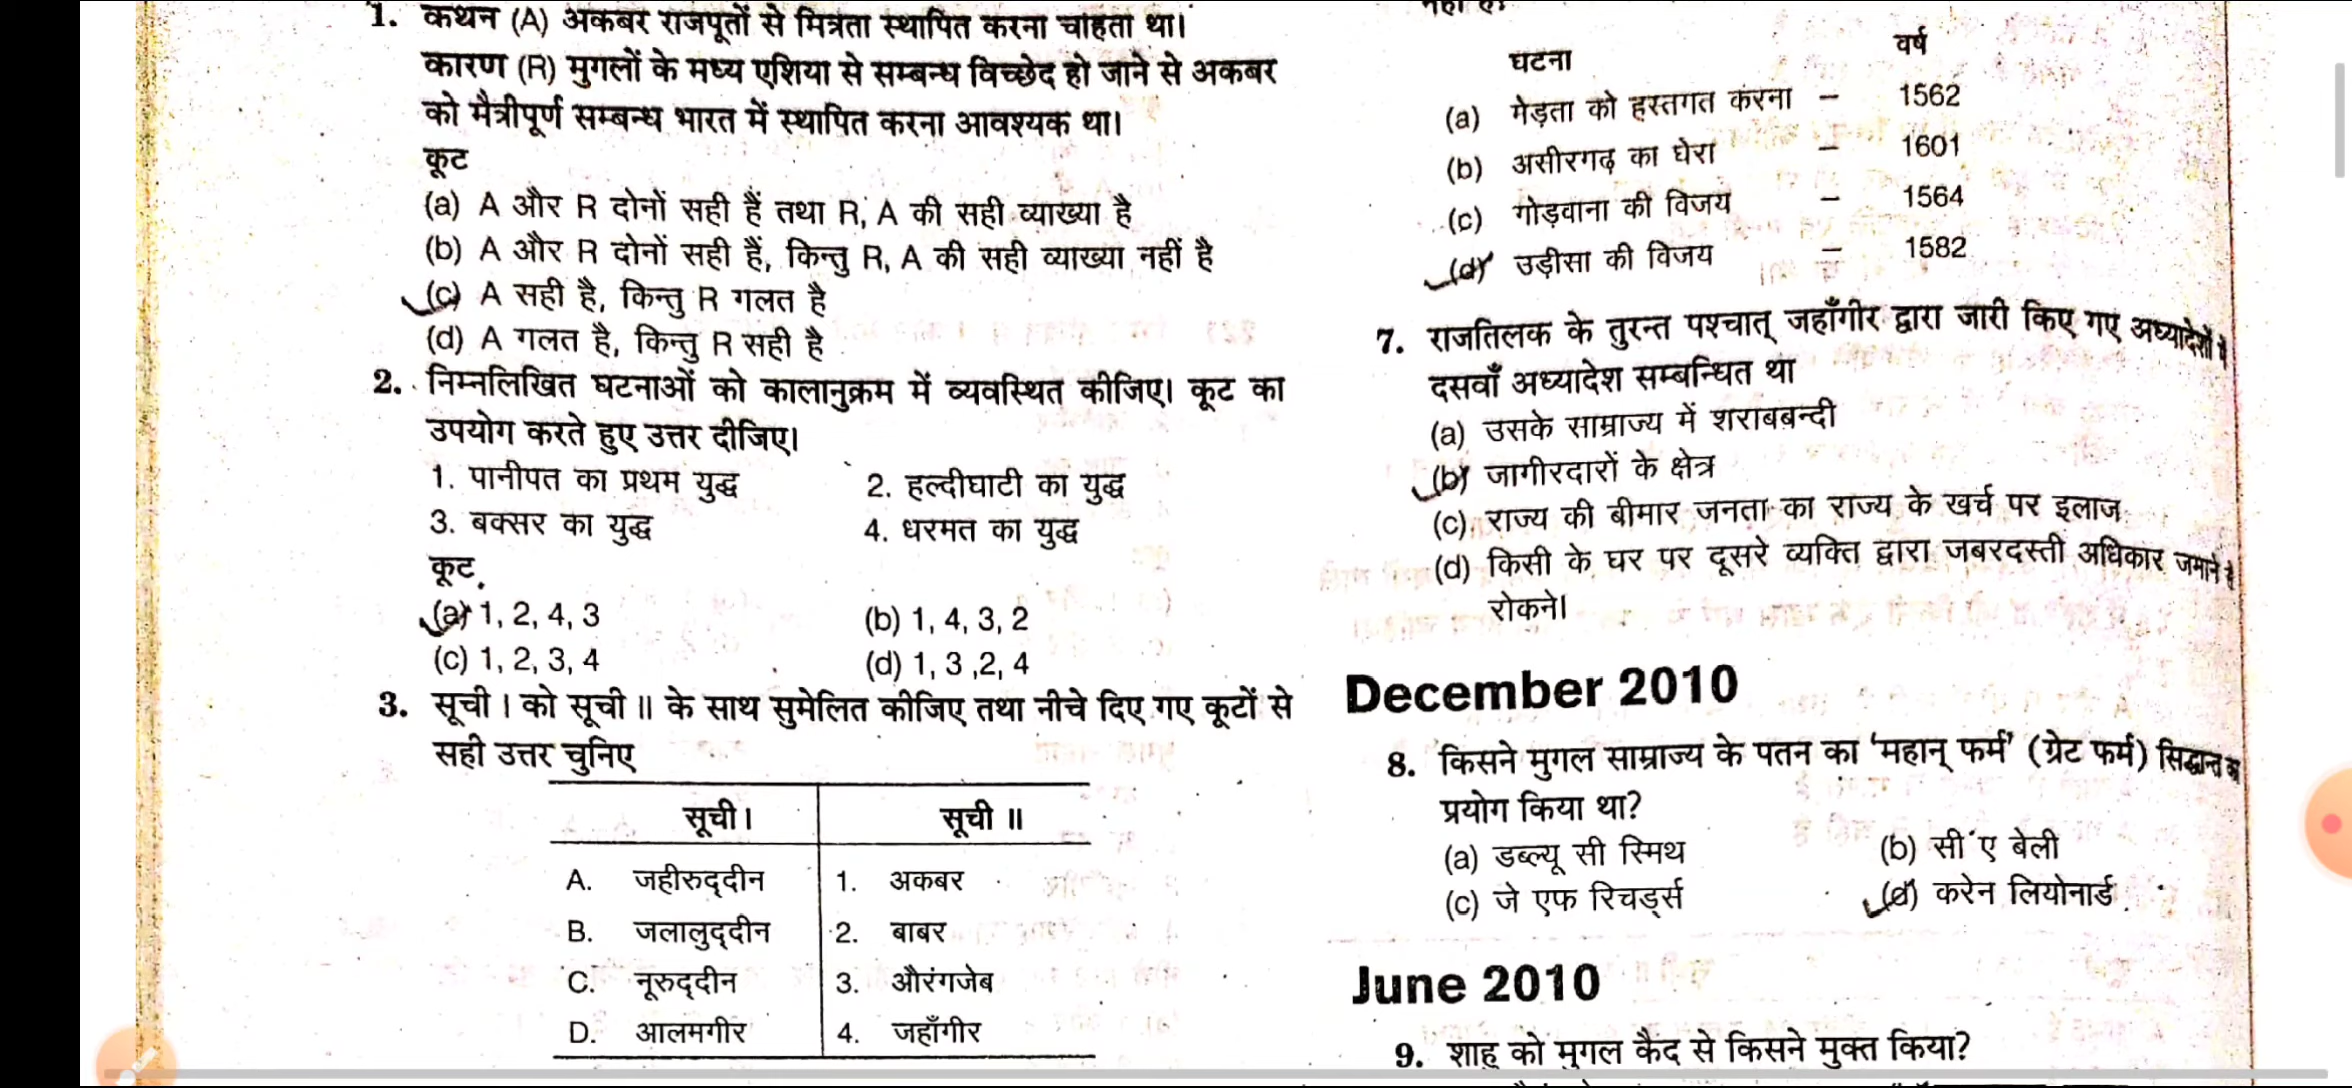 1. कथन (A) अकबर राजपूतों से मित्रता स्थापित करना चाहता था।
कारण (R) मुगलों के मध्य एशिया से सम्बन्ध विच्छेद हो जाने से अकबर
को मैत्रीपूर्ण सम्बन्ध भारत में स्थापित करना आवश्यक था।
कूट
(a) A और R दोनों सही हैं तथा R, A की सही व्याख्या है
(b) A और R दोनों सही हैं, किन्तु R, A की सही व्याख्या नहीं है
(c) A सही है, किन्तु R गलत है
(d) A गलत है, किन्तु R सही है
2. निम्नलिखित घटनाओं को कालानुक्रम में व्यवस्थित कीजिए। कूट का
उपयोग करते हुए उत्तर दीजिए।
1. पानीपत का प्रथम युद्ध 2. हल्दीघाटी का युद्ध
3. बक्सर का युद्ध 4. धरमत का युद्ध
कूट
(a) 1, 2, 4, 3 (b) 1, 4, 3, 2
(c) 1, 2, 3, 4 (d) 1, 3 ,2, 4
3. सूची I को सूची II के साथ सुमेलित कीजिए तथा नीचे दिए गए कूटों से
सही उत्तर चुनिए
सूची I सूची II
A. जहीरुद्दीन 1. अकबर
B. जलालुद्दीन 2. बाबर
C. नूरुद्दीन 3. औरंगजेब
D. आलमगीर 4. जहाँगीर
घटना वर्ष
(a) मेड़ता को हस्तगत करना – 1562
(b) असीरगढ़ का घेरा – 1601
(c) गोड़वाना की विजय – 1564
(d) उड़ीसा की विजय – 1582
7. राजतिलक के तुरन्त पश्चात् जहाँगीर द्वारा जारी किए गए अध्यादेशों में
दसवाँ अध्यादेश सम्बन्धित था
(a) उसके साम्राज्य में शराबबन्दी
(b) जागीरदारों के क्षेत्र
(c) राज्य की बीमार जनता का राज्य के खर्च पर इलाज
(d) किसी के घर पर दूसरे व्यक्ति द्वारा जबरदस्ती अधिकार जमाने से
रोकने।
December 2010
8. किसने मुगल साम्राज्य के पतन का 'महान् फर्म' (ग्रेट फर्म) सिद्धान्त का
प्रयोग किया था?
(a) डब्ल्यू सी स्मिथ (b) सी ए बेली
(c) जे एफ रिचर्ड्स (d) करेन लियोनार्ड
June 2010
9. शाहू को मुगल कैद से किसने मुक्त किया?